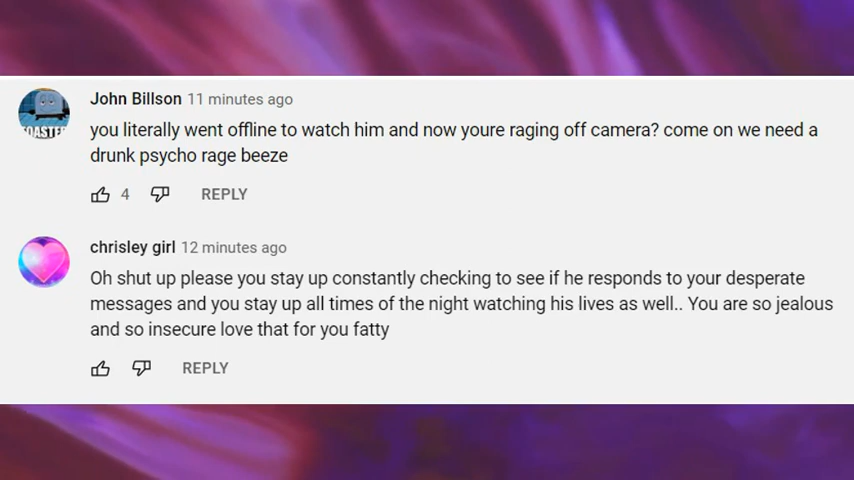 John Billson 11 minutes ago
you literally went offline to watch him and now youre raging off camera? come on we need a
drunk psycho rage beeze
4 REPLY
chrisley girl 12 minutes ago
Oh shut up please you stay up constantly checking to see if he responds to your desperate
messages and you stay up all times of the night watching his lives as well.. You are so jealous
and so insecure love that for you fatty
REPLY